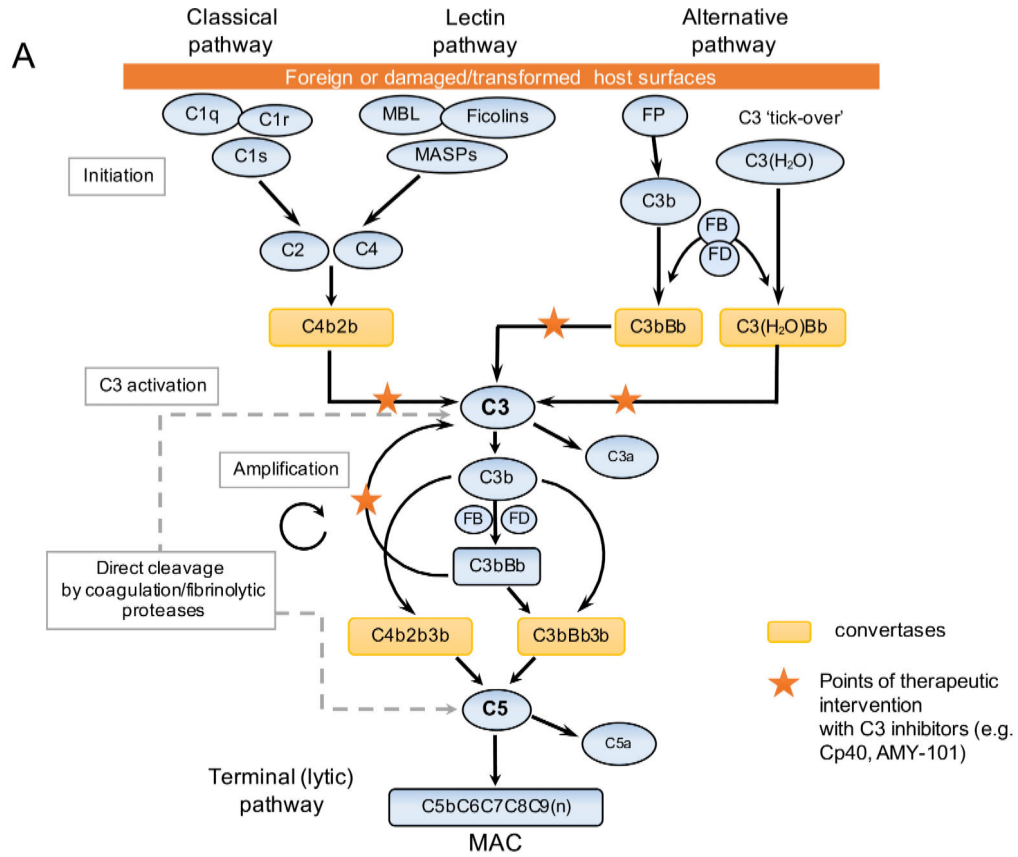 A
Classical
pathway
Lectin
pathway
Alternative
pathway
Foreign or damaged/transformed host surfaces
C1q
C1r
C1s
MBL
Ficolins
MASPs
FP
C3 ‘tick-over’
C3(H₂O)
Initiation
C3b
FB
FD
C2
C4
C4b2b
C3bBb
C3(H₂O)Bb
C3 activation
C3
C3a
Amplification
C3b
FB
FD
C3bBb
Direct cleavage
by coagulation/fibrinolytic
proteases
C4b2b3b
C3bBb3b
convertases
C5
C5a
Points of therapeutic
intervention
with C3 inhibitors (e.g.
Cp40, AMY-101)
Terminal (lytic)
pathway
C5bC6C7C8C9(n)
MAC